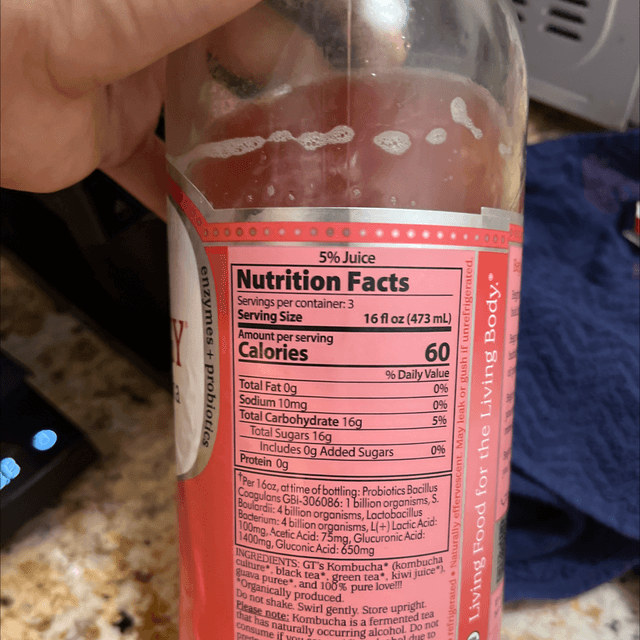 5% Juice
Nutrition Facts
Servings per container: 3
Serving Size 16 fl oz (473 mL)
Amount per serving
Calories 60
% Daily Value
Total Fat 0g 0%
Sodium 10mg 0%
Total Carbohydrate 16g 5%
Total Sugars 16g
Includes 0g Added Sugars 0%
Protein 0g
†Per 16oz, at time of bottling: Probiotics Bacillus
Coagulans GBI-306086: 1 billion organisms, S.
Boulardii: 4 billion organisms, Lactobacillus
Bacterium: 4 billion organisms, L(+) Lactic Acid:
100mg, Acetic Acid: 75mg, Glucuronic Acid:
1400mg, Gluconic Acid: 650mg
INGREDIENTS: GT's Kombucha* (kombucha
culture*, black tea*, green tea*, kiwi juice*),
guava puree*, and 100% pure love!!!
*Organically produced.
Do not shake. Swirl gently. Store upright.
Please note: Kombucha is a fermented tea
that has naturally occurring alcohol. Do not
consume if you
due to
enzymes + probiotics
Y
a
refrigerated • Naturally effervescent. May leak or gush if unrefrigerated.
Living Food for the Living Body.®